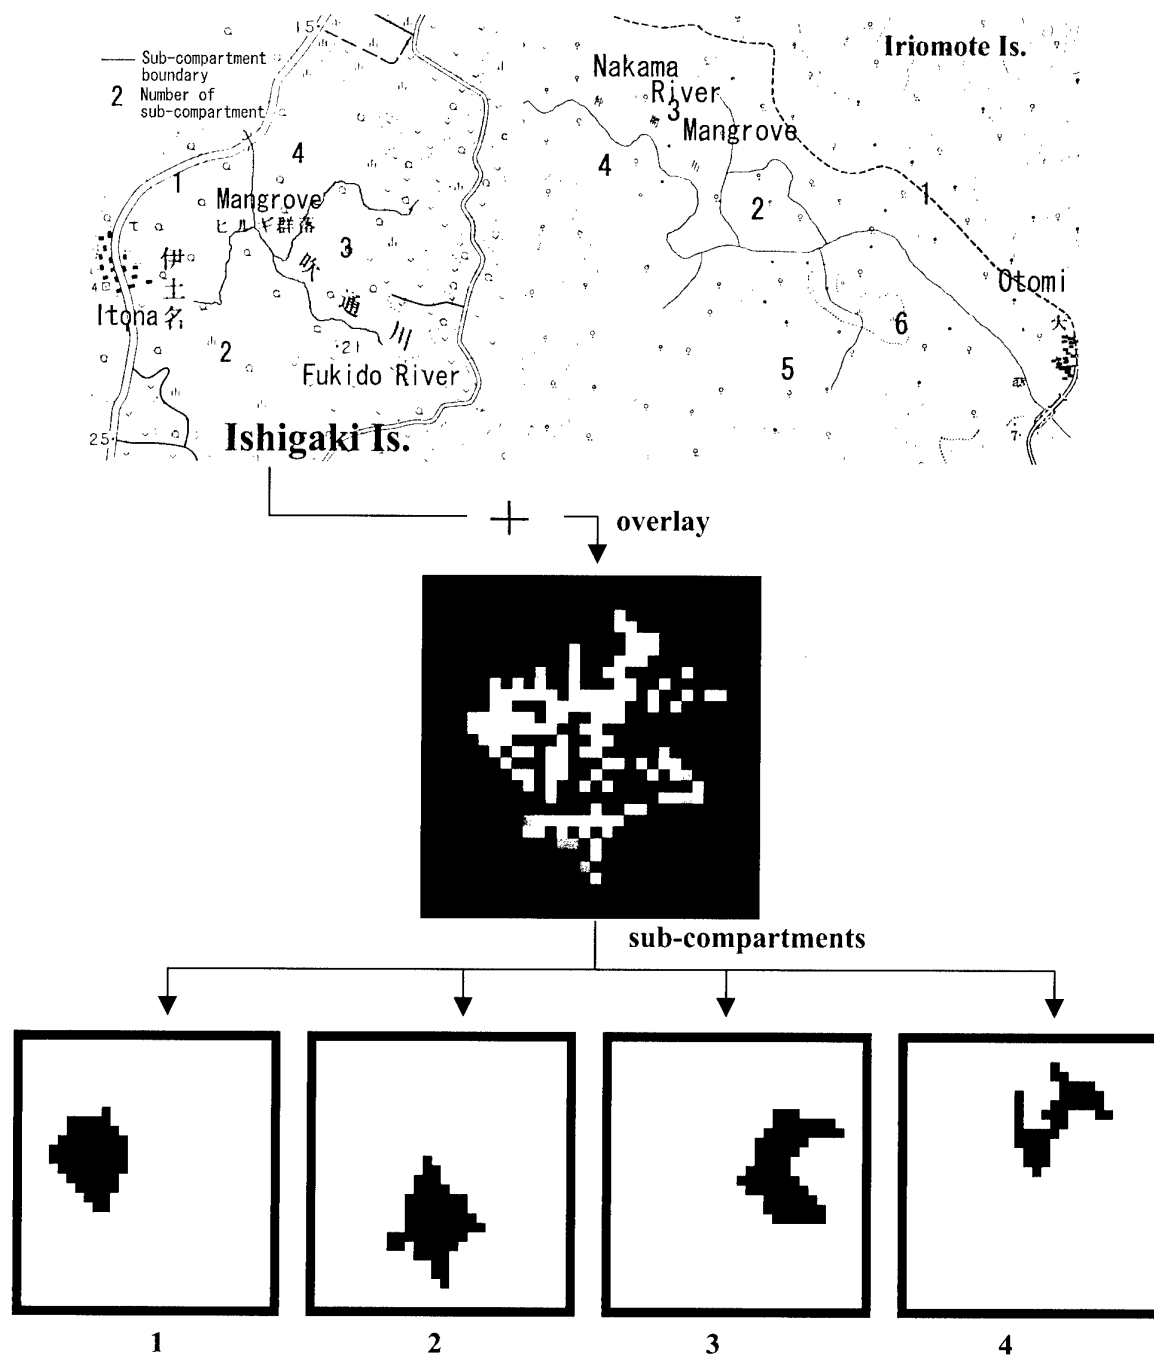 15
Sub-compartment
boundary
2 Number of
sub-compartment
4
1
Mangrove
ヒルギ群落
3
伊土名
吹通川
Itona
2
21
Fukido River
25
Ishigaki Is.
Iriomote Is.
Nakama
River
3
Mangrove
4
1
2
Otomi
大
6
5
7
overlay
sub-compartments
1
2
3
4